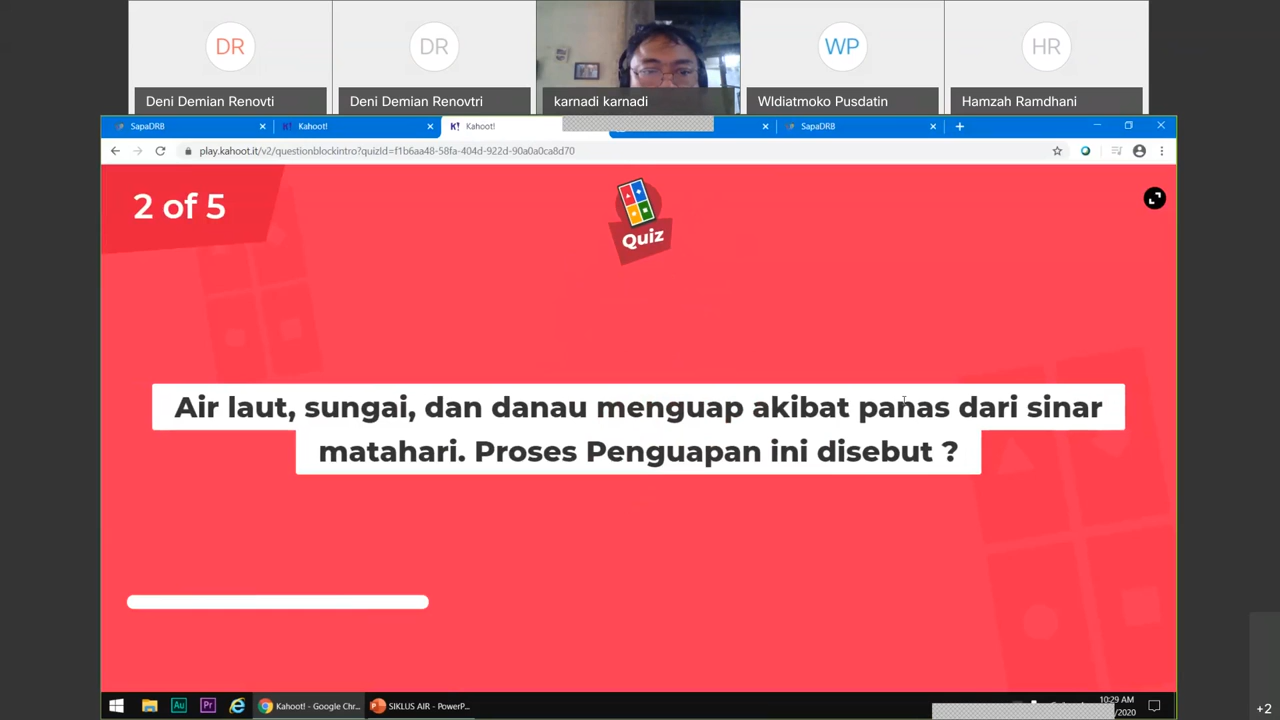 DR
DR
WP
HR
Deni Demian Renovti
Deni Demian Renovtri
karnadi karnadi
WIdiatmoko Pusdatin
Hamzah Ramdhani
SapaDRB
Kahoot!
K! Kahoot!
SapaDRB
play.kahoot.it/v2/questionblockintro?quizId=f1b6aa48-58fa-404d-922d-90a0a0ca8d70
2 of 5
Quiz
Air laut, sungai, dan danau menguap akibat panas dari sinar
matahari. Proses Penguapan ini disebut ?
Au
Pr
Kahoot! - Google Chr...
SIKLUS AIR - PowerP...
10:29 AM
/2020
+2